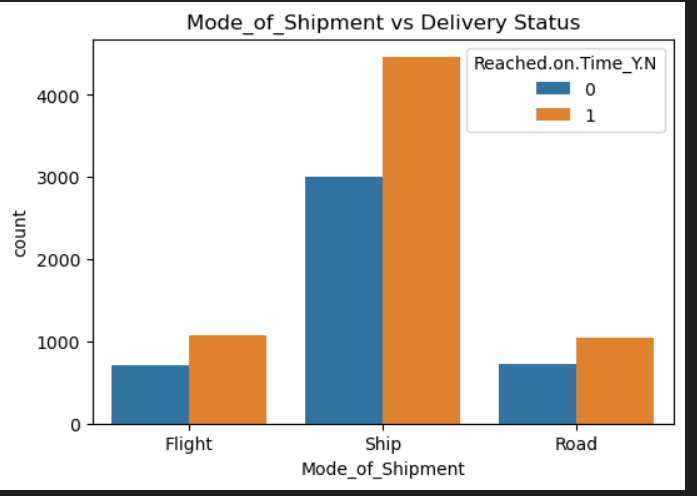 Mode_of_Shipment vs Delivery Status
Reached.on.Time_Y.N
0
1
4000
3000
2000
1000
0
count
Flight Ship Road
Mode_of_Shipment